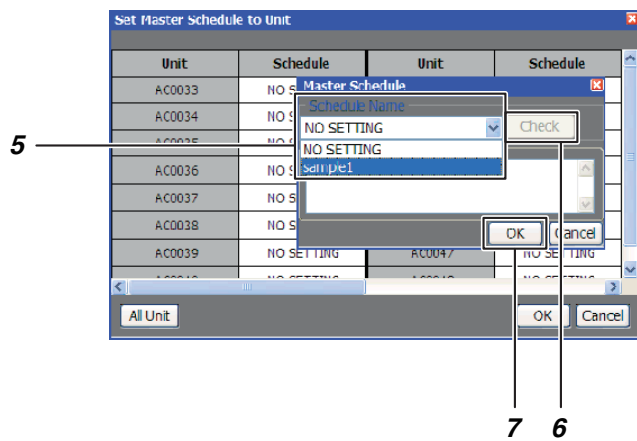 Set Master Schedule to Unit
Unit Schedule Unit Schedule
AC0033 NO S
Master Schedule
AC0034 NO S
Schedule Name
NO SETTING
Check
5
NO SETTING
AC0036 NO S
sampe1
AC0037 NO S
AC0038 NO S
OK Cancel
AC0039 NO SETTING AC0047 NO SETTING
All Unit OK Cancel
7 6